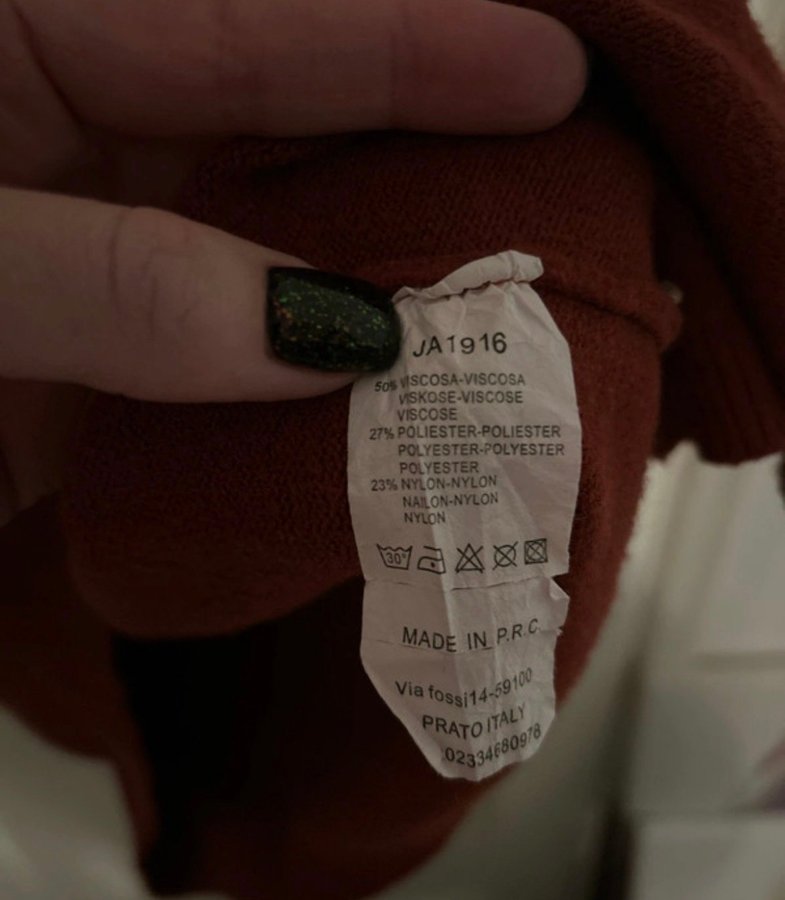 JA1916
50% VISCOSA-VISCOSA
VISKOSE-VISCOSE
VISCOSE
27% POLIESTER-POLIESTER
POLYESTER-POLYESTER
POLYESTER
23% NYLON-NYLON
NAILON-NYLON
NYLON
30°
MADE IN P.R.C.
Via fossi14-59100
PRATO ITALY
02334680978